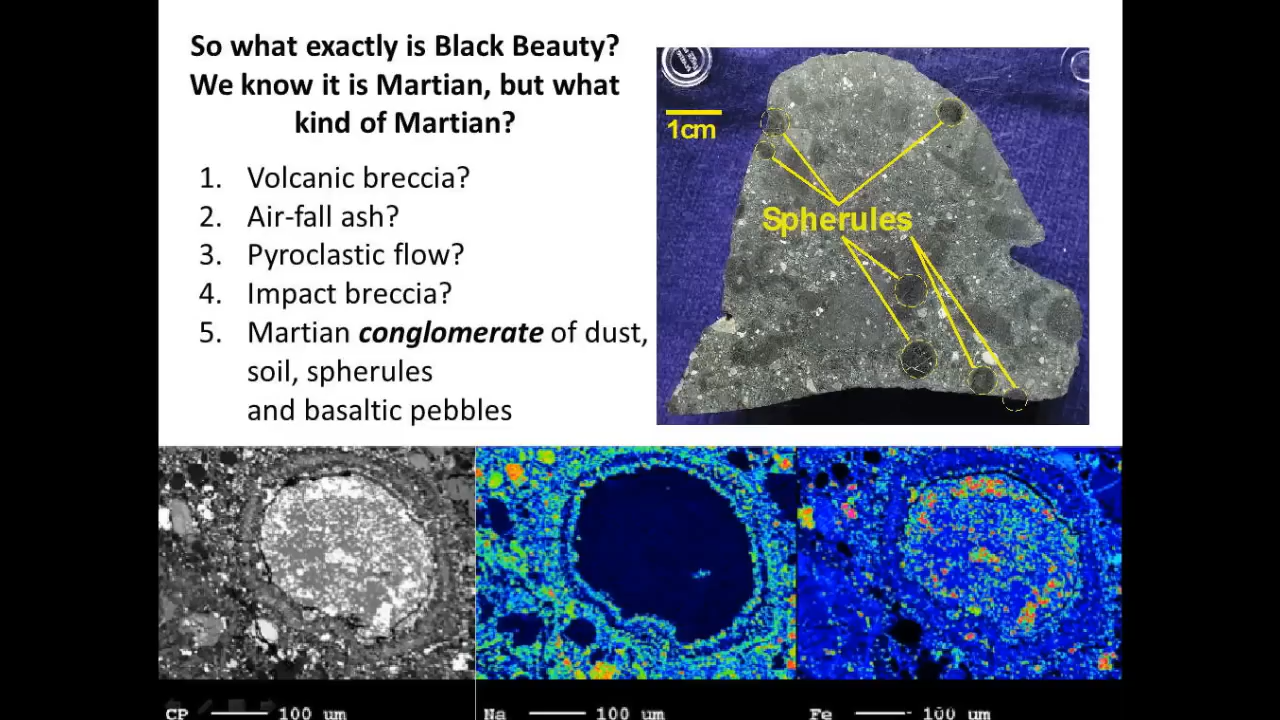 So what exactly is Black Beauty?
We know it is Martian, but what
kind of Martian?
1. Volcanic breccia?
2. Air-fall ash?
3. Pyroclastic flow?
4. Impact breccia?
5. Martian conglomerate of dust,
soil, spherules
and basaltic pebbles
1cm
Spherules
CP 100 um
Na 100 um
Fe 100 um